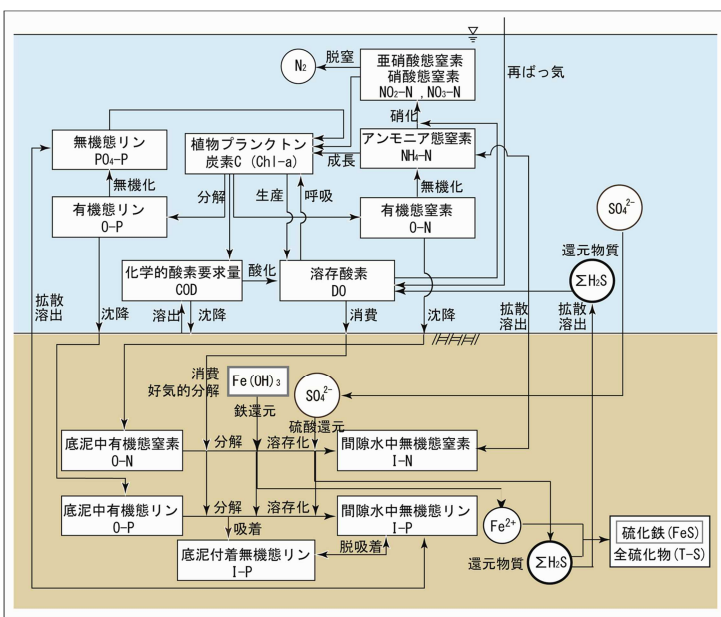 N₂
脱窒
亜硝酸態窒素
硝酸態窒素
NO₂-N ,NO₃-N
再ばっ気
硝化
無機態リン
PO₄-P
植物プランクトン
炭素C (Chl-a)
成長
アンモニア態窒素
NH₄-N
無機化
分解
生産
呼吸
無機化
有機態リン
O-P
有機態窒素
O-N
SO₄²⁻
還元物質
ΣH₂S
化学的酸素要求量
COD
酸化
溶存酸素
DO
拡散
溶出
沈降
溶出
沈降
消費
沈降
拡散
溶出
拡散
溶出
消費
好気的分解
Fe(OH)₃
鉄還元
SO₄²⁻
硫酸還元
底泥中有機態窒素
O-N
分解
溶存化
間隙水中無機態窒素
I-N
底泥中有機態リン
O-P
分解
溶存化
間隙水中無機態リン
I-P
吸着
底泥付着無機態リン
I-P
脱吸着
Fe²⁺
還元物質
ΣH₂S
硫化鉄(FeS)
全硫化物(T-S)